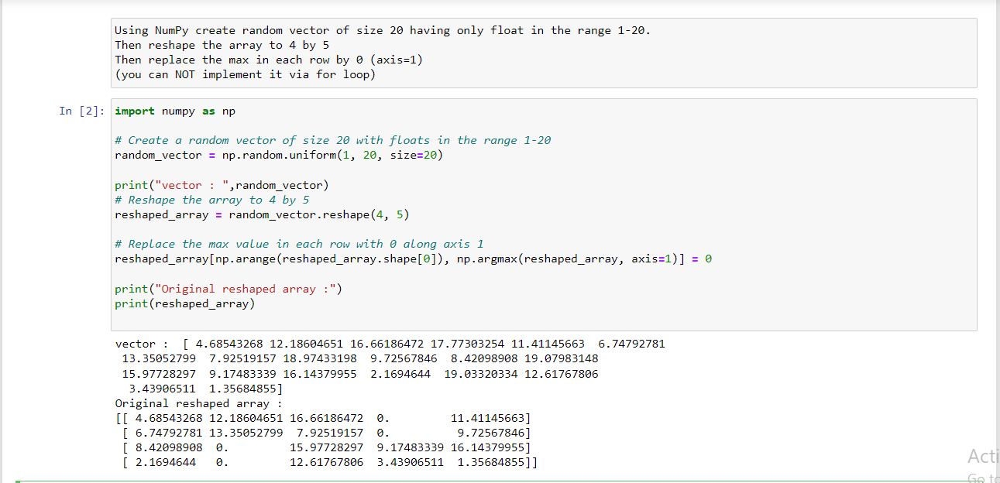 Using NumPy create random vector of size 20 having only float in the range 1-20.
Then reshape the array to 4 by 5
Then replace the max in each row by 0 (axis=1)
(you can NOT implement it via for loop)
In [2]: import numpy as np
# Create a random vector of size 20 with floats in the range 1-20
random_vector = np.random.uniform(1, 20, size=20)
print("vector : ",random_vector)
# Reshape the array to 4 by 5
reshaped_array = random_vector.reshape(4, 5)
# Replace the max value in each row with 0 along axis 1
reshaped_array[np.arange(reshaped_array.shape[0]), np.argmax(reshaped_array, axis=1)] = 0
print("Original reshaped array :")
print(reshaped_array)
vector :  [ 4.68543268 12.18604651 16.66186472 17.77303254 11.41145663  6.74792781
 13.35052799  7.92519157 18.97433198  9.72567846  8.42098908 19.07983148
 15.97728297  9.17483339 16.14379955  2.1694644  19.03320334 12.61767806
  3.43906511  1.35684855]
Original reshaped array :
[[ 4.68543268 12.18604651 16.66186472  0.         11.41145663]
 [ 6.74792781 13.35052799  7.92519157  0.          9.72567846]
 [ 8.42098908  0.         15.97728297  9.17483339 16.14379955]
 [ 2.1694644   0.         12.61767806  3.43906511  1.35684855]]
Acti
Go to